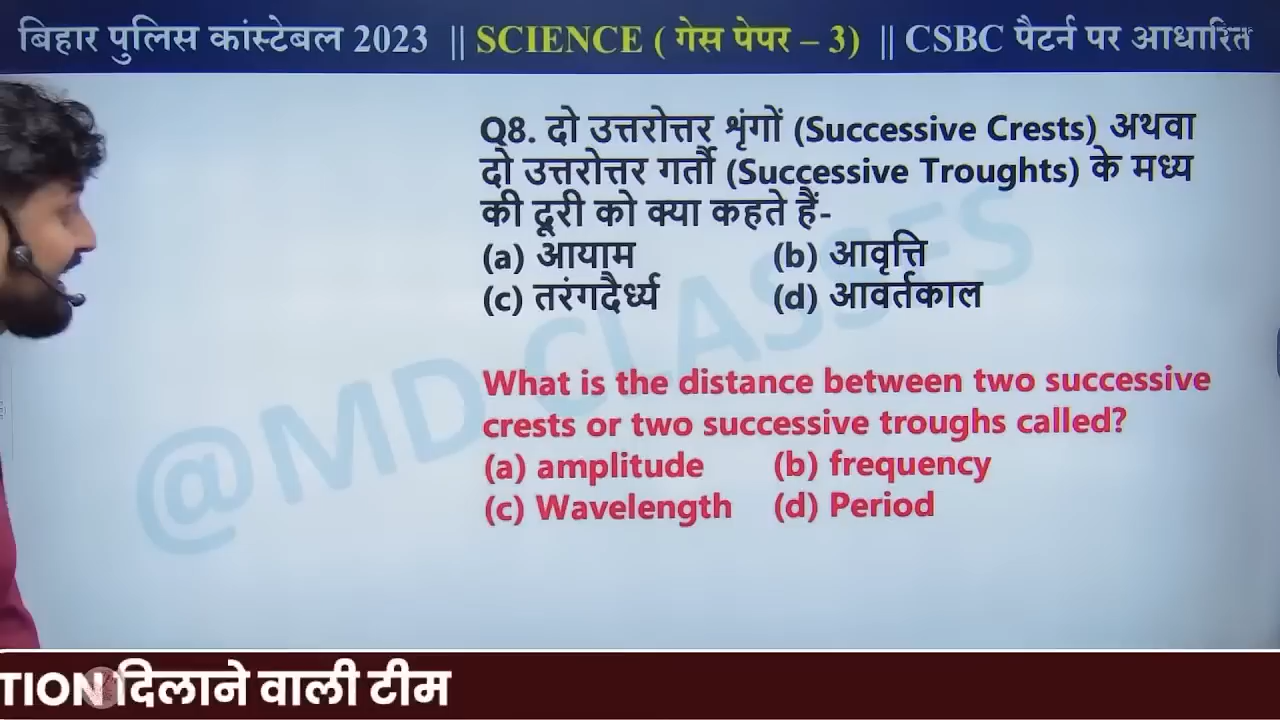 बिहार पुलिस कांस्टेबल 2023 || SCIENCE ( गेस पेपर – 3) || CSBC पैटर्न पर आधारित
Q8. दो उत्तरोत्तर शृंगों (Successive Crests) अथवा
दो उत्तरोत्तर गर्तों (Successive Troughts) के मध्य
की दूरी को क्या कहते हैं-
(a) आयाम (b) आवृत्ति
(c) तरंगदैर्ध्य (d) आवर्तकाल
What is the distance between two successive
crests or two successive troughs called?
(a) amplitude (b) frequency
(c) Wavelength (d) Period
@MD CLASSES
TION दिलाने वाली टीम